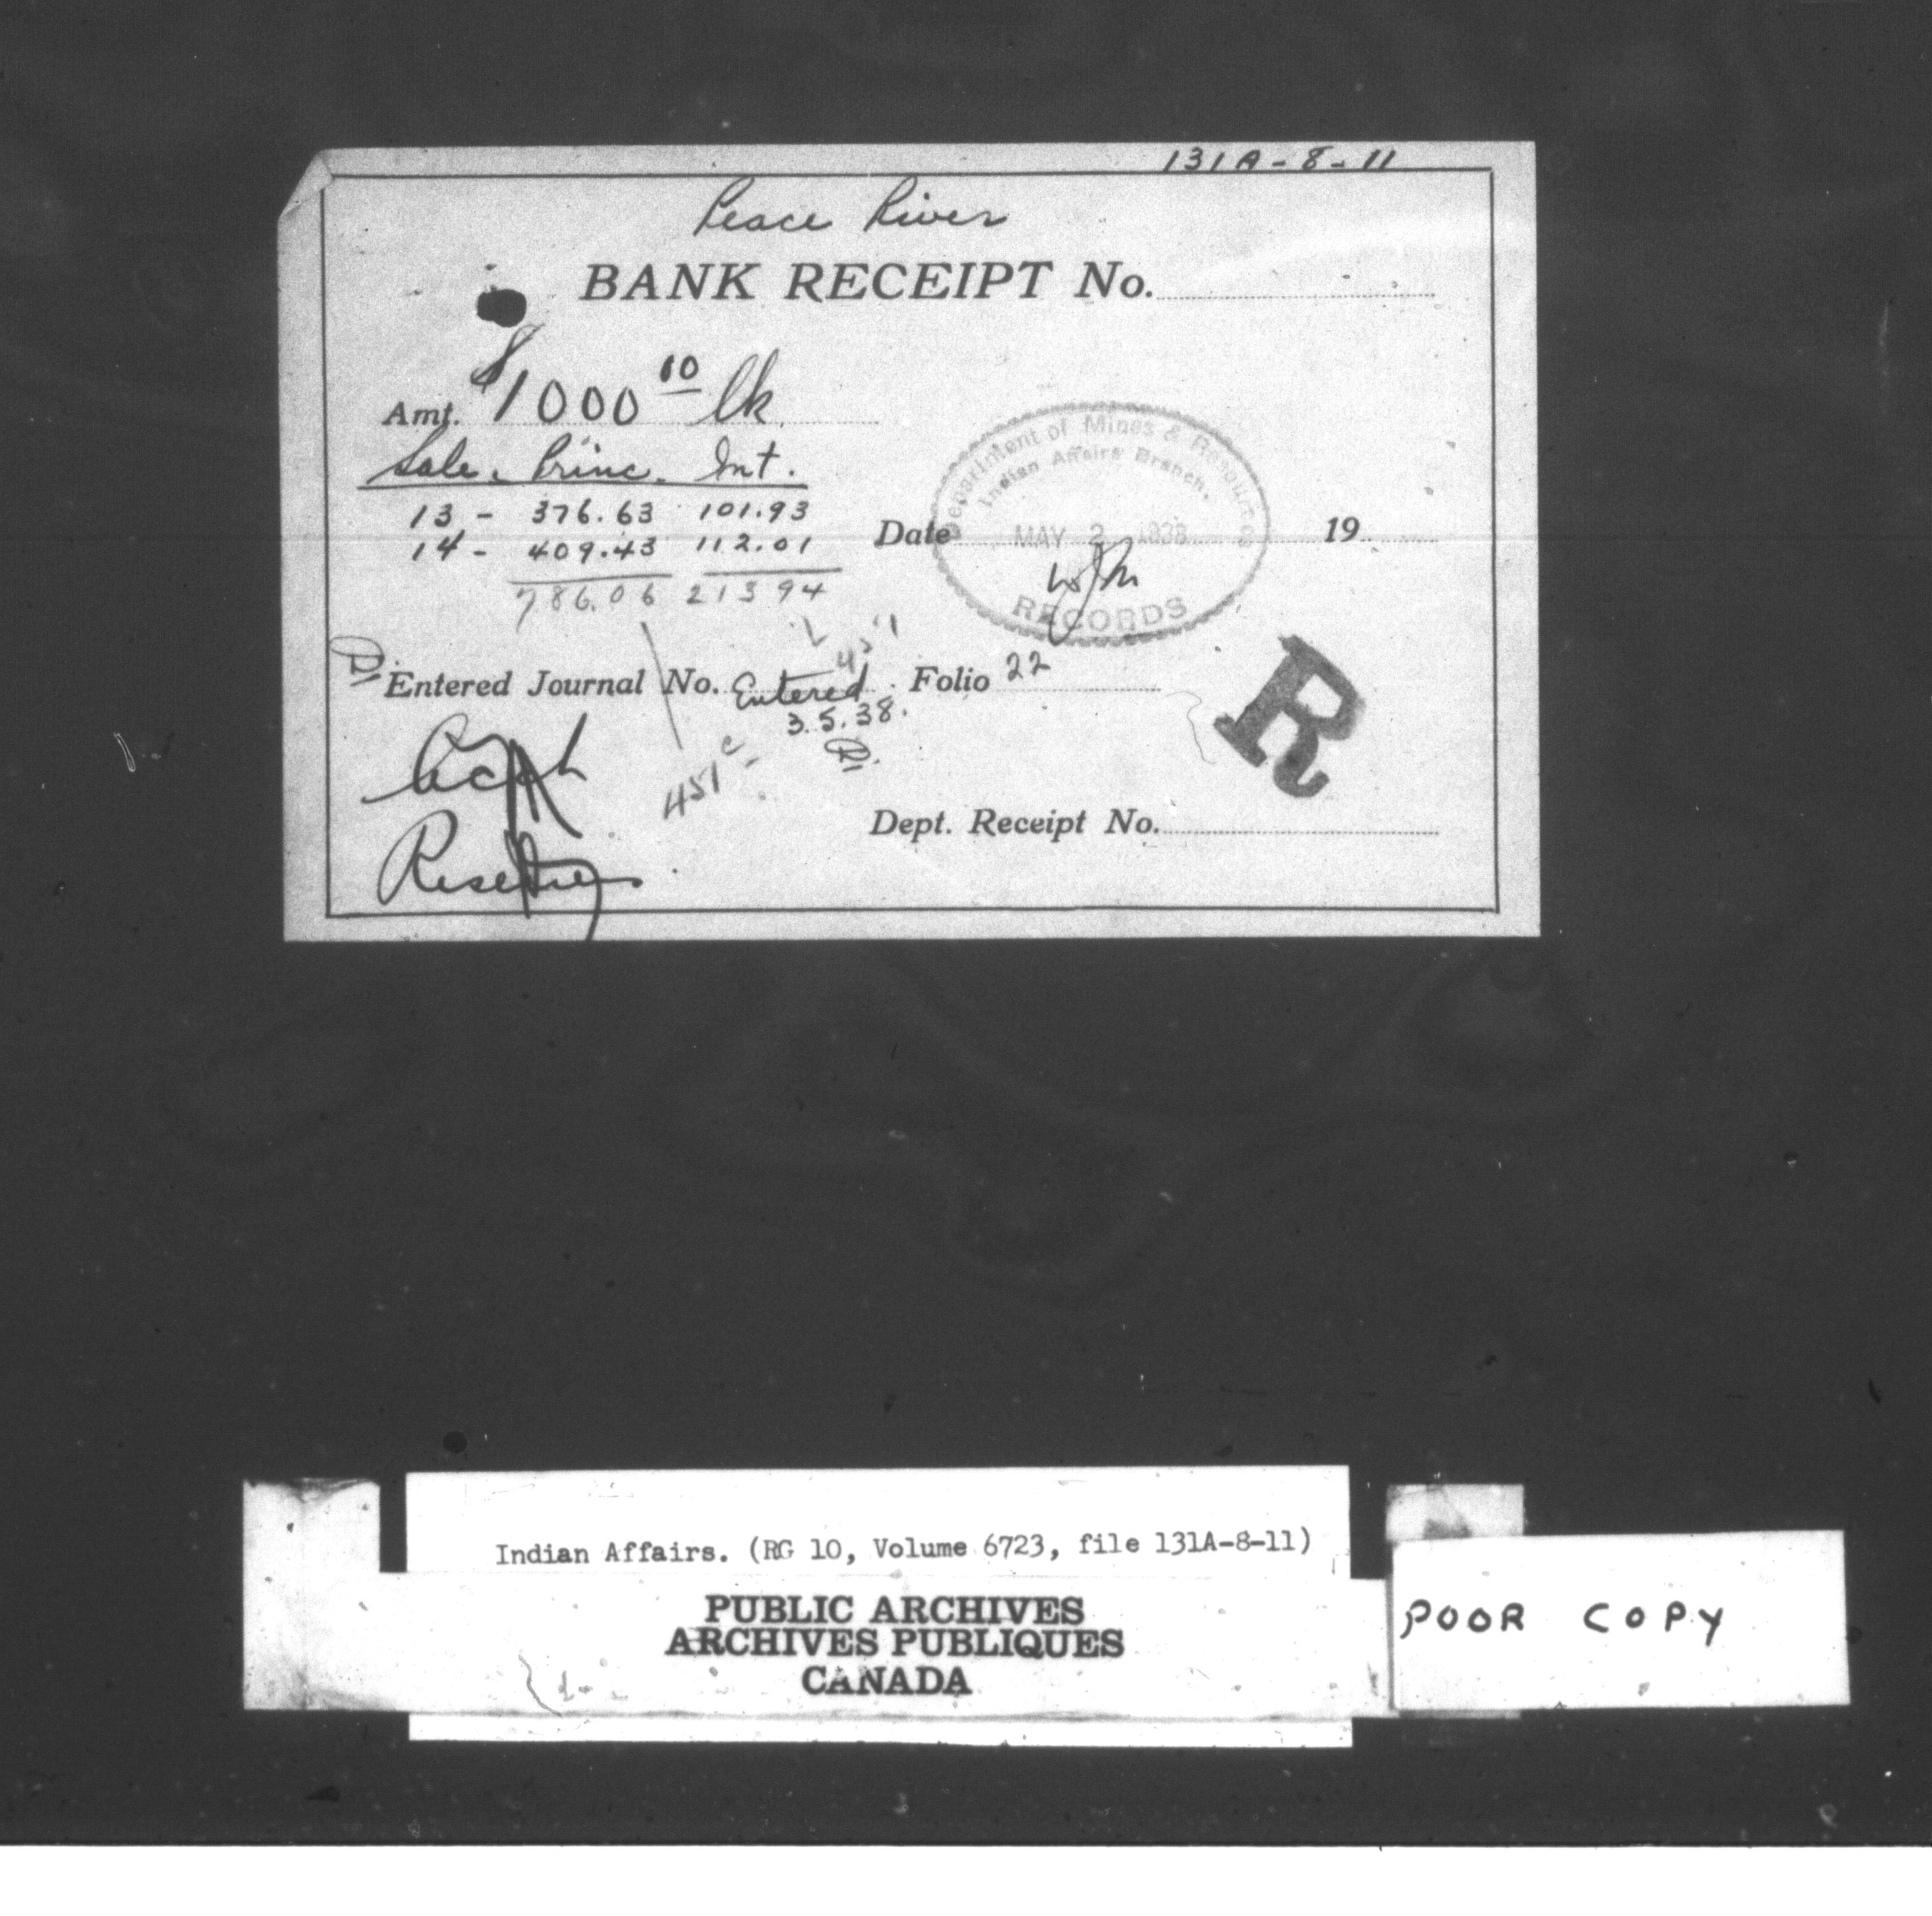 131A-8-11
Peace River
BANK RECEIPT No.
Amt. $1000 10
Sale. Princ. Int.
13 - 376.63 101.93
14 - 409.43 112.01
786.06 213 94
Department of Mines & Resources
Indian Affairs Branch.
Date MAY 2 1938 19
RECORDS
Entered Journal No. Entered Folio 22
3.5.38.
R
Dept. Receipt No.
Indian Affairs. (RG 10, Volume 6723, file 131A-8-11)
PUBLIC ARCHIVES
ARCHIVES PUBLIQUES
CANADA
POOR COPY